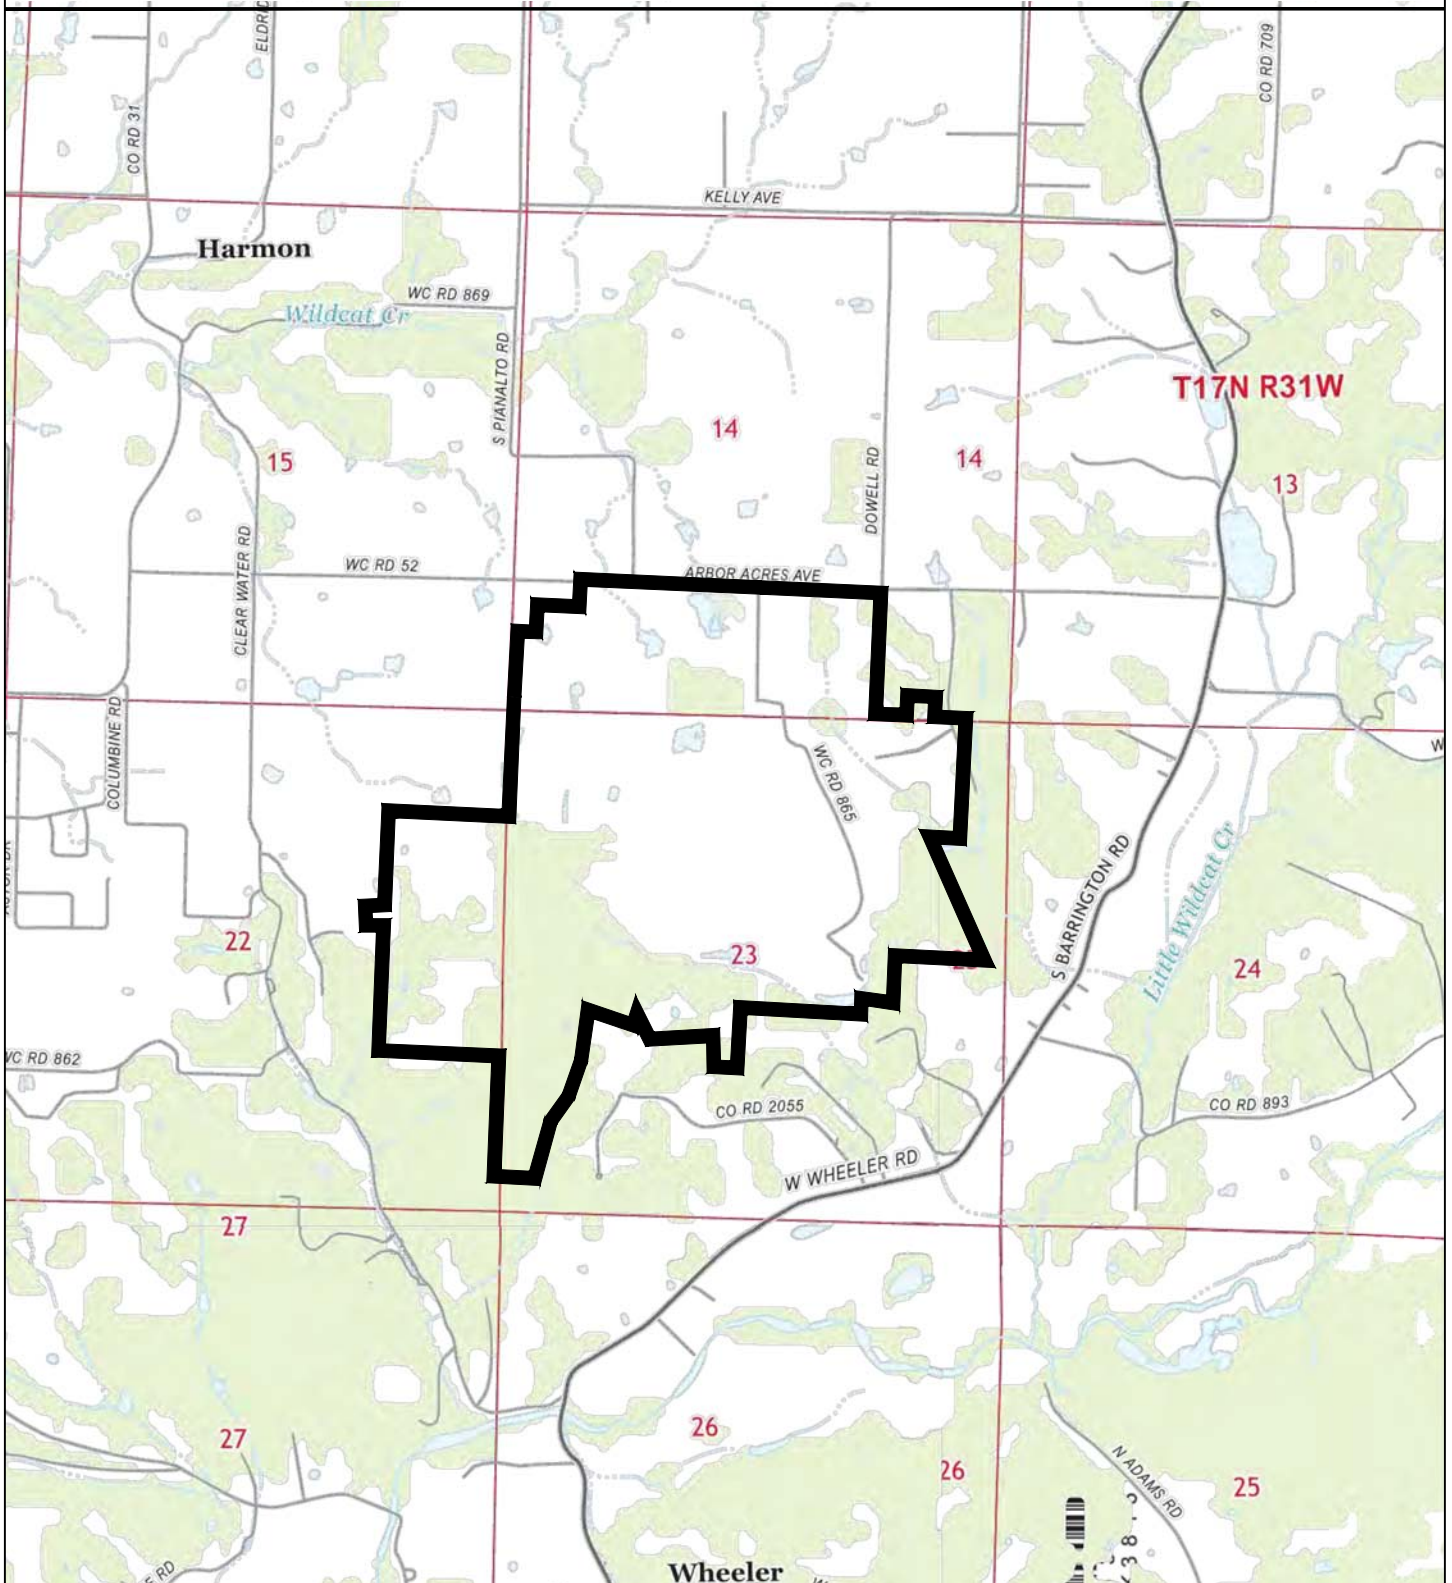 ELDRID
CO RD 709
CO RD 31
KELLY AVE
Harmon
WC RD 869
Wildcat Cr
S PIANALTO RD
T17N R31W
14
14
15
13
DOWELL RD
CLEAR WATER RD
WC RD 52
ARBOR ACRES AVE
COLUMBINE RD
W
WC RD 865
S BARRINGTON RD
Little Wildcat Cr
22
23
24
WC RD 862
CO RD 2055
CO RD 893
W WHEELER RD
27
27
26
26
25
N ADAMS RD
E RD
Wheeler